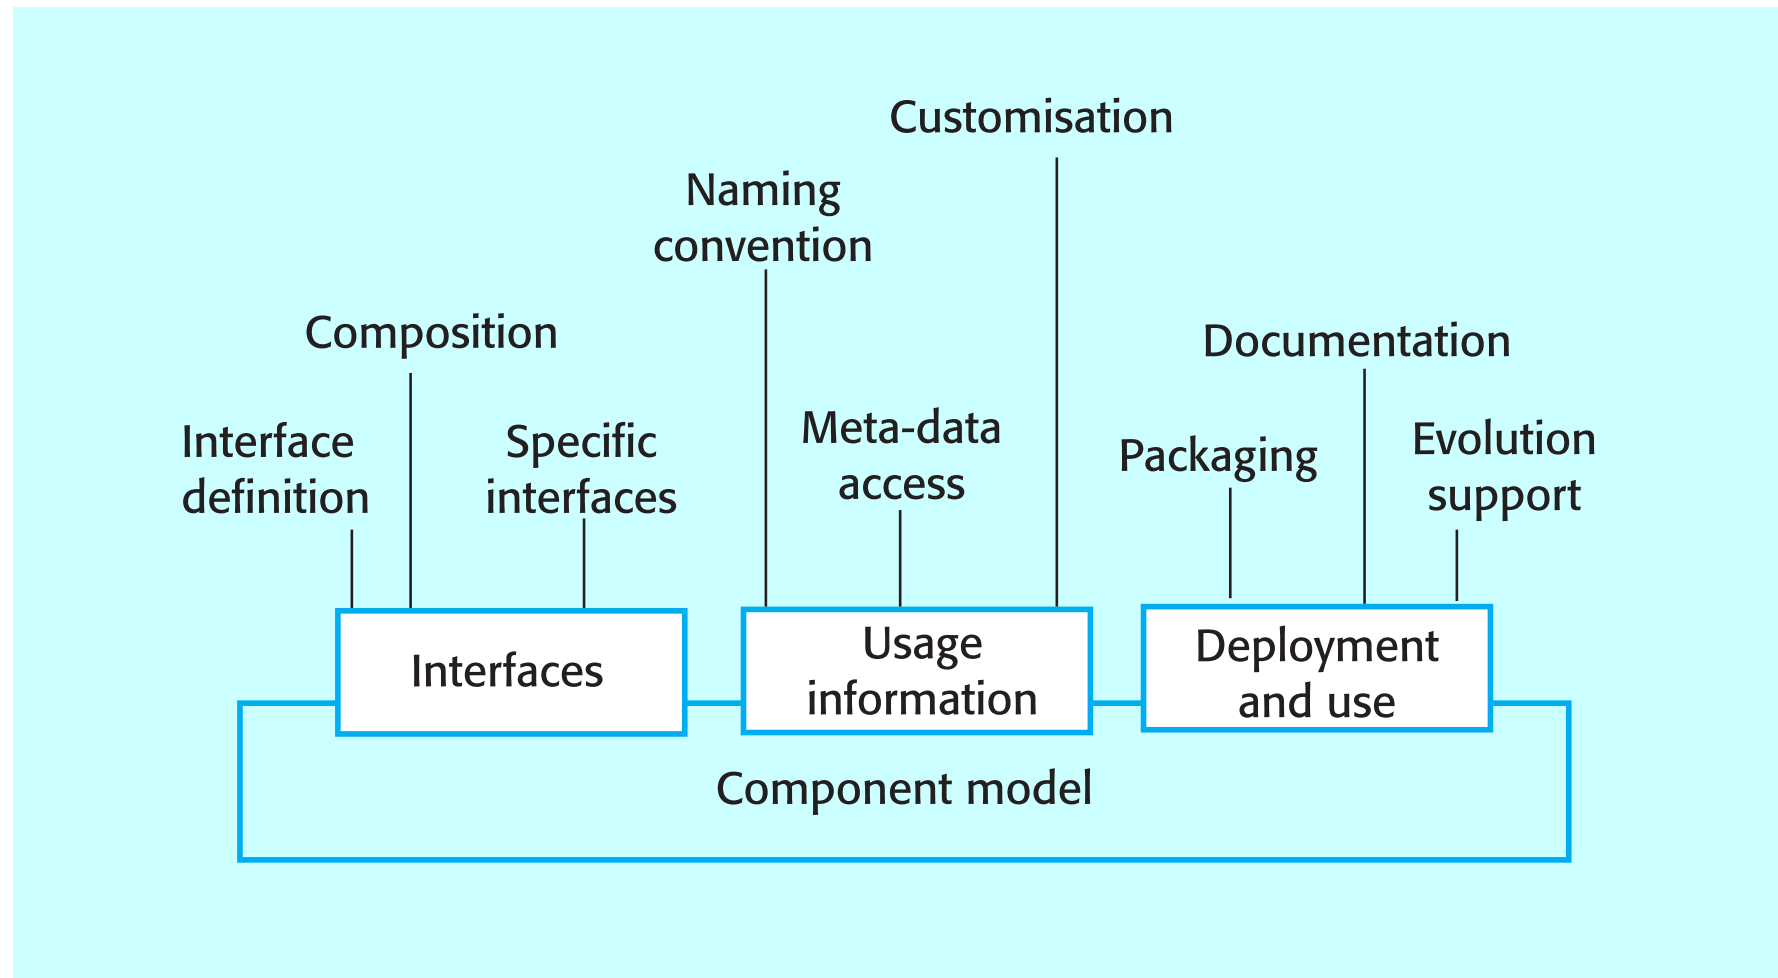 Customisation
Naming
convention
Composition
Documentation
Interface
definition
Specific
interfaces
Meta-data
access
Packaging
Evolution
support
Interfaces
Usage
information
Deployment
and use
Component model